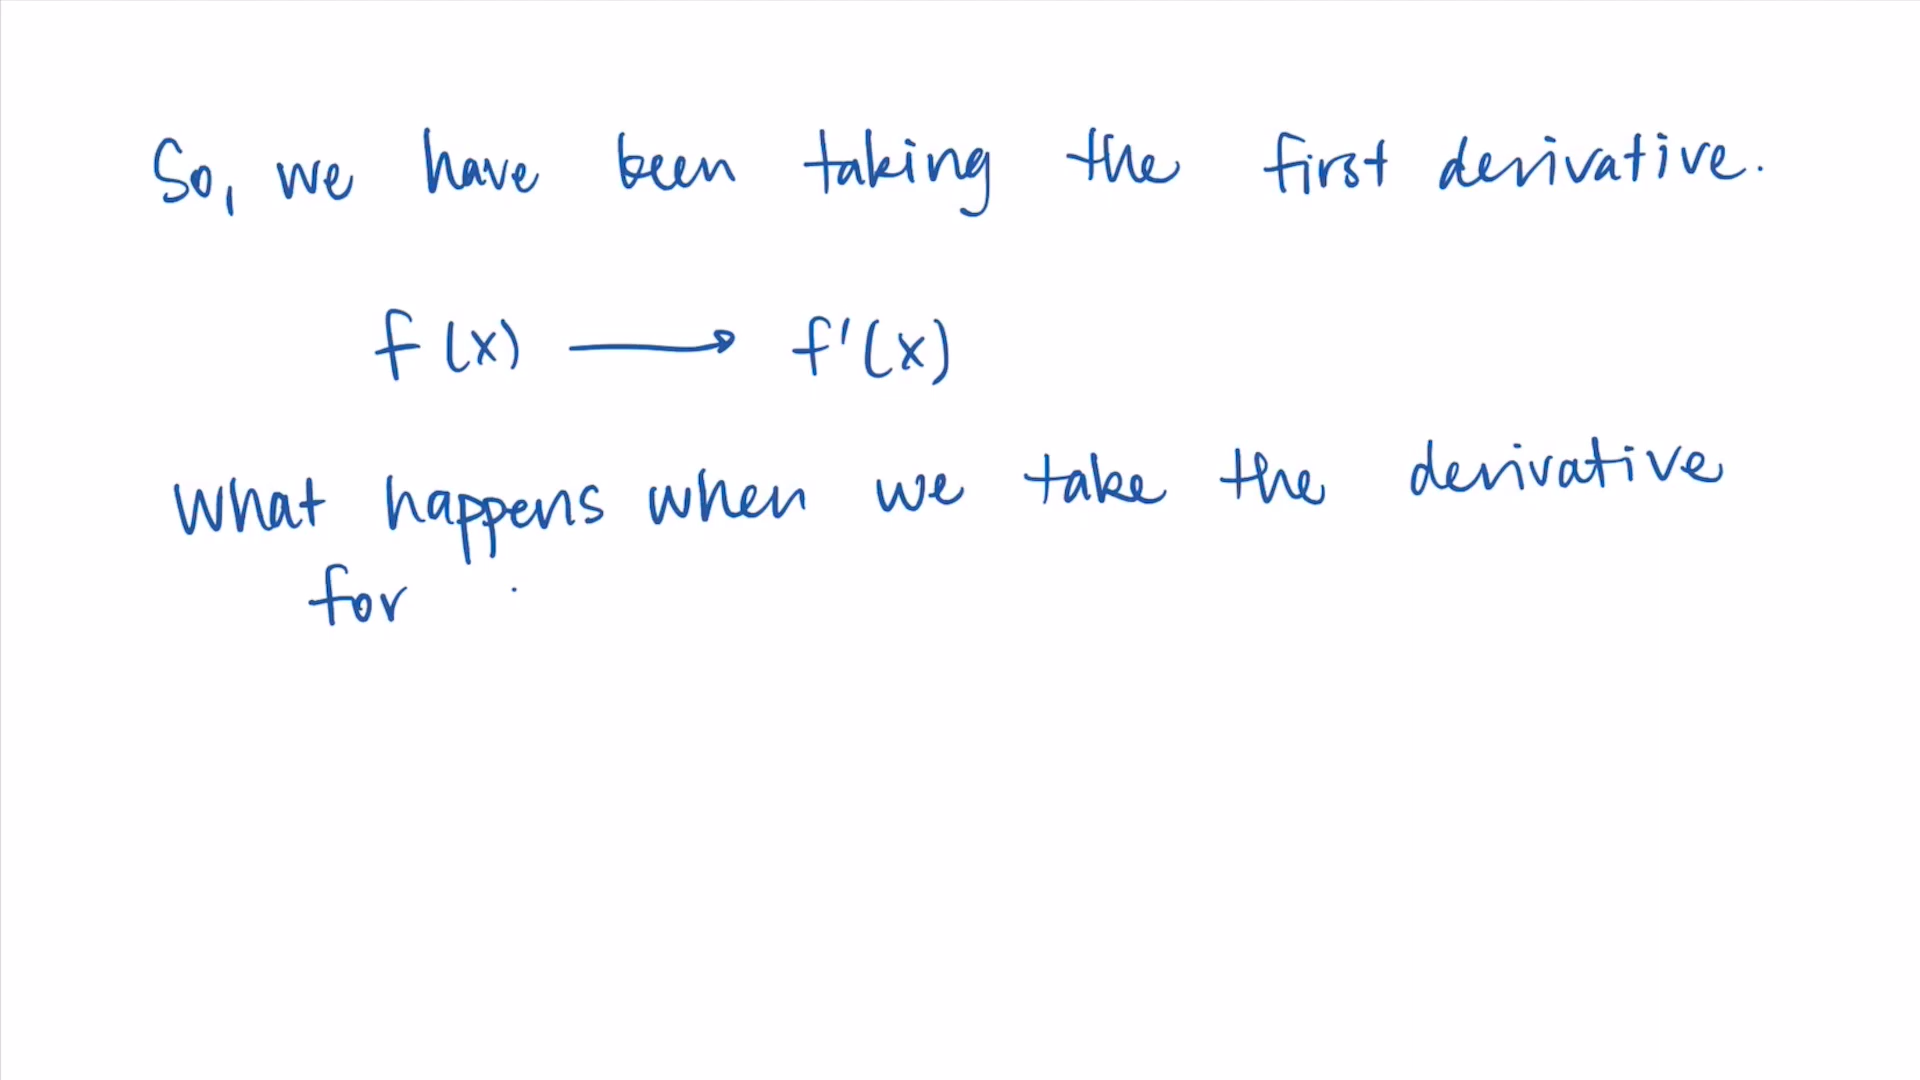 So, we have been taking the first derivative.
f(x) ⟶ f'(x)
What happens when we take the derivative
for